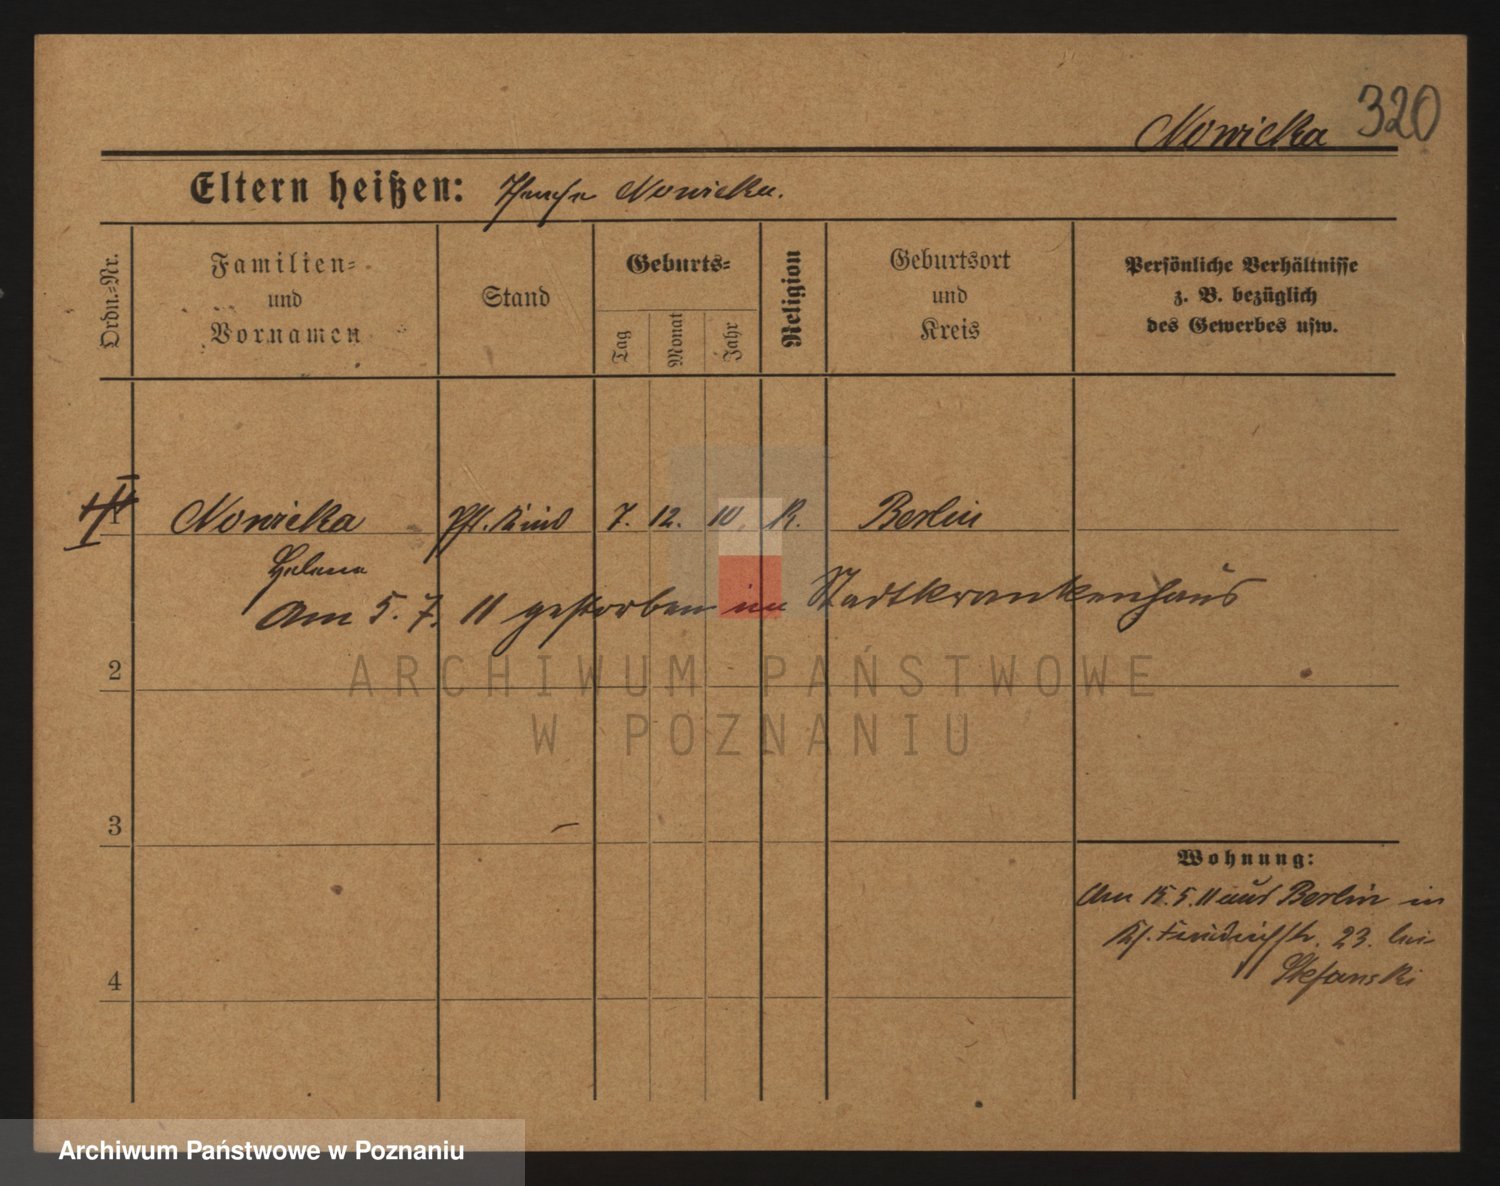 Nowicka 320
Eltern heißen: Nowicka.
Ordn.-Nr.
Familien-
und
Vornamen
Stand
Geburts-
Tag
Monat
Jahr
Religion
Geburtsort
und
Kreis
Persönliche Verhältnisse
z. B. bezüglich
des Gewerbes usw.
1 Nowicka Pfl. Kind 7. 12. 10. K. Berlin
Helene
Am 5. 7. 11 gestorben im Stadtkrankenhaus
2
3
4
Wohnung:
Am 15. 5. 11 aus Berlin in
23. bei
Stefanski
ARCHIWUM PAŃSTWOWE
W POZNANIU
Archiwum Państwowe w Poznaniu